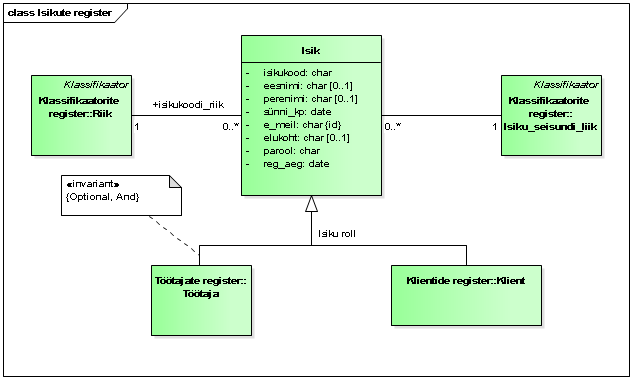 class Isikute register
Isik
- isikukood: char
- eesnimi: char [0..1]
- perenimi: char [0..1]
- sünni_kp: date
- e_meil: char {id}
- elukoht: char [0..1]
- parool: char
- reg_aeg: date
Klassifikaator
Klassifikaatorite
register::Riik
+isikukoodi_riik
1
0..*
Klassifikaator
Klassifikaatorite
register::
Isiku_seisundi_liik
0..*
1
«invariant»
{Optional, And}
Isiku roll
Töötajate register::
Töötaja
Klientide register::Klient